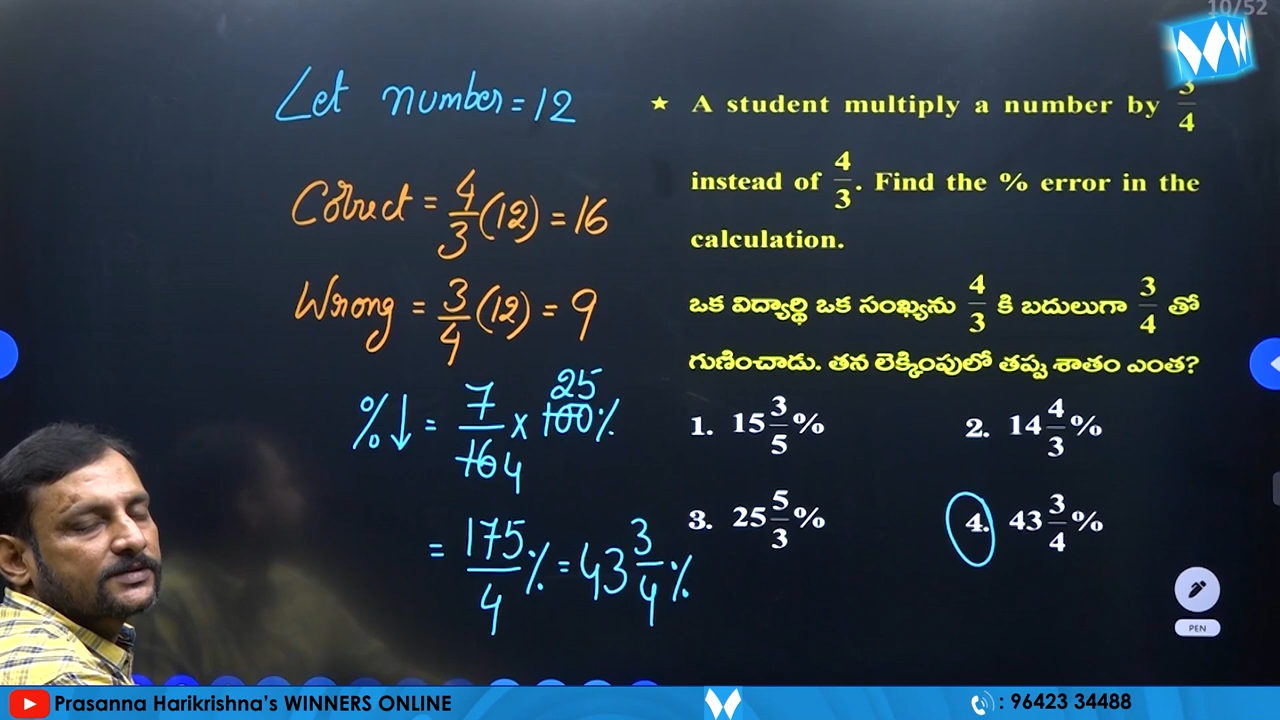 10/52
Let number = 12
Correct = 4/3 (12) = 16
Wrong = 3/4 (12) = 9
%↓ = 7/16 × 100%
25
4
= 175/4 % = 43 3/4 %
★ A student multiply a number by 3/4
instead of 4/3. Find the % error in the
calculation.
ఒక విద్యార్థి ఒక సంఖ్యను 4/3 కి బదులుగా 3/4 తో
గుణించాడు. తన లెక్కింపులో తప్పు శాతం ఎంత?
1. 15 3/5 % 2. 14 4/3 %
3. 25 5/3 % 4. 43 3/4 %
PEN
Prasanna Harikrishna's WINNERS ONLINE
: 96423 34488